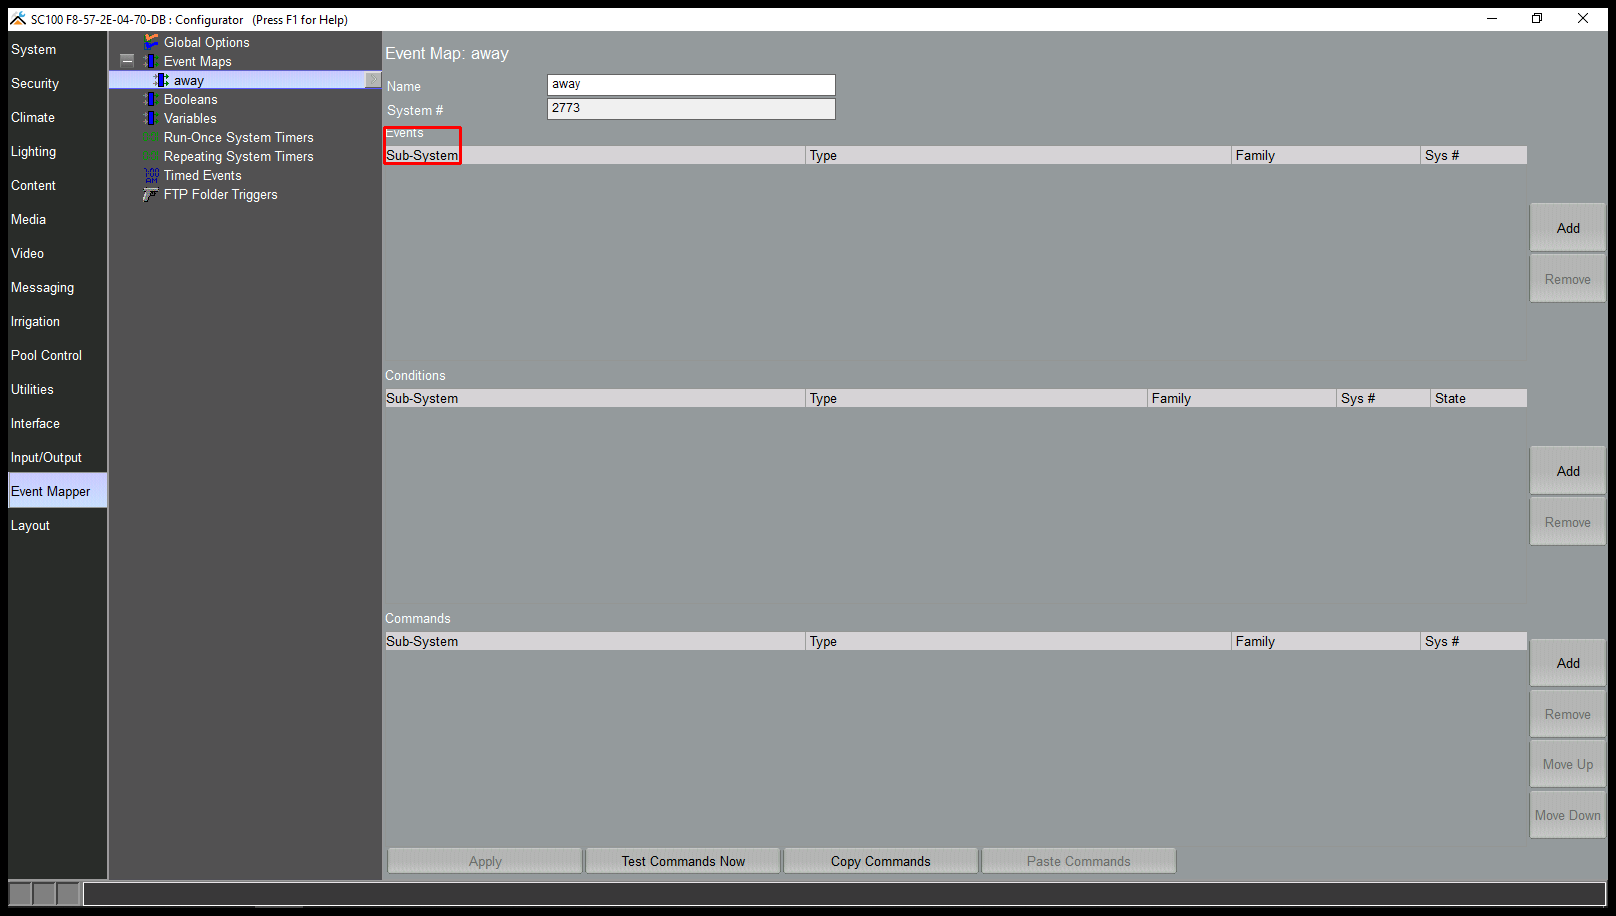 SC100 F8-57-2E-04-70-DB : Configurator (Press F1 for Help)
System
Security
Climate
Lighting
Content
Media
Video
Messaging
Irrigation
Pool Control
Utilities
Interface
Input/Output
Event Mapper
Layout
Global Options
Event Maps
away
Booleans
Variables
Run-Once System Timers
Repeating System Timers
Timed Events
FTP Folder Triggers
Event Map: away
Name away
System # 2773
Events
Sub-System Type Family Sys #
Add
Remove
Conditions
Sub-System Type Family Sys # State
Add
Remove
Commands
Sub-System Type Family Sys #
Add
Remove
Move Up
Move Down
Apply Test Commands Now Copy Commands Paste Commands